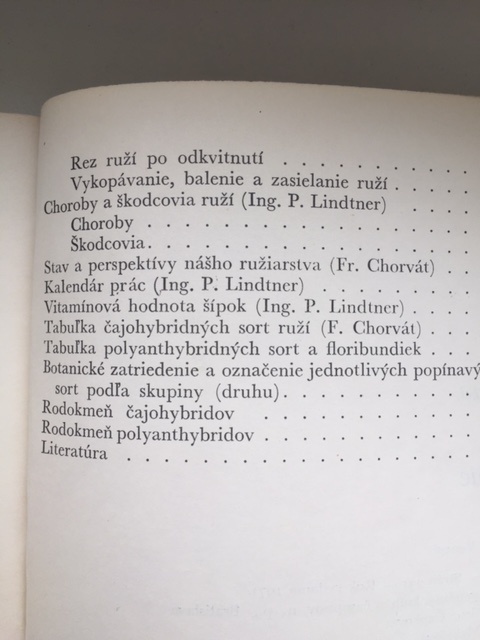 Rez ruží po odkvitnutí . . . . . . . . . .
Vykopávanie, balenie a zasielanie ruží . . . .
Choroby a škodcovia ruží (Ing. P. Lindtner) . . . .
Choroby . . . . . . . . . . . . . . .
Škodcovia. . . . . . . . . . . . . . .
Stav a perspektívy nášho ružiarstva (Fr. Chorvát) . .
Kalendár prác (Ing. P. Lindtner) . . . . . . . .
Vitamínová hodnota šípok (Ing. P. Lindtner) . . .
Tabuľka čajohybridných sort ruží (F. Chorvát) . . .
Tabuľka polyanthybridných sort a floribundiek . . .
Botanické zatriedenie a označenie jednotlivých popínavý
sort podľa skupiny (druhu). . . . . . . . . .
Rodokmeň čajohybridov . . . . . . . . . . .
Rodokmeň polyanthybridov . . . . . . . . . .
Literatúra . . . . . . . . . . . . . . . .